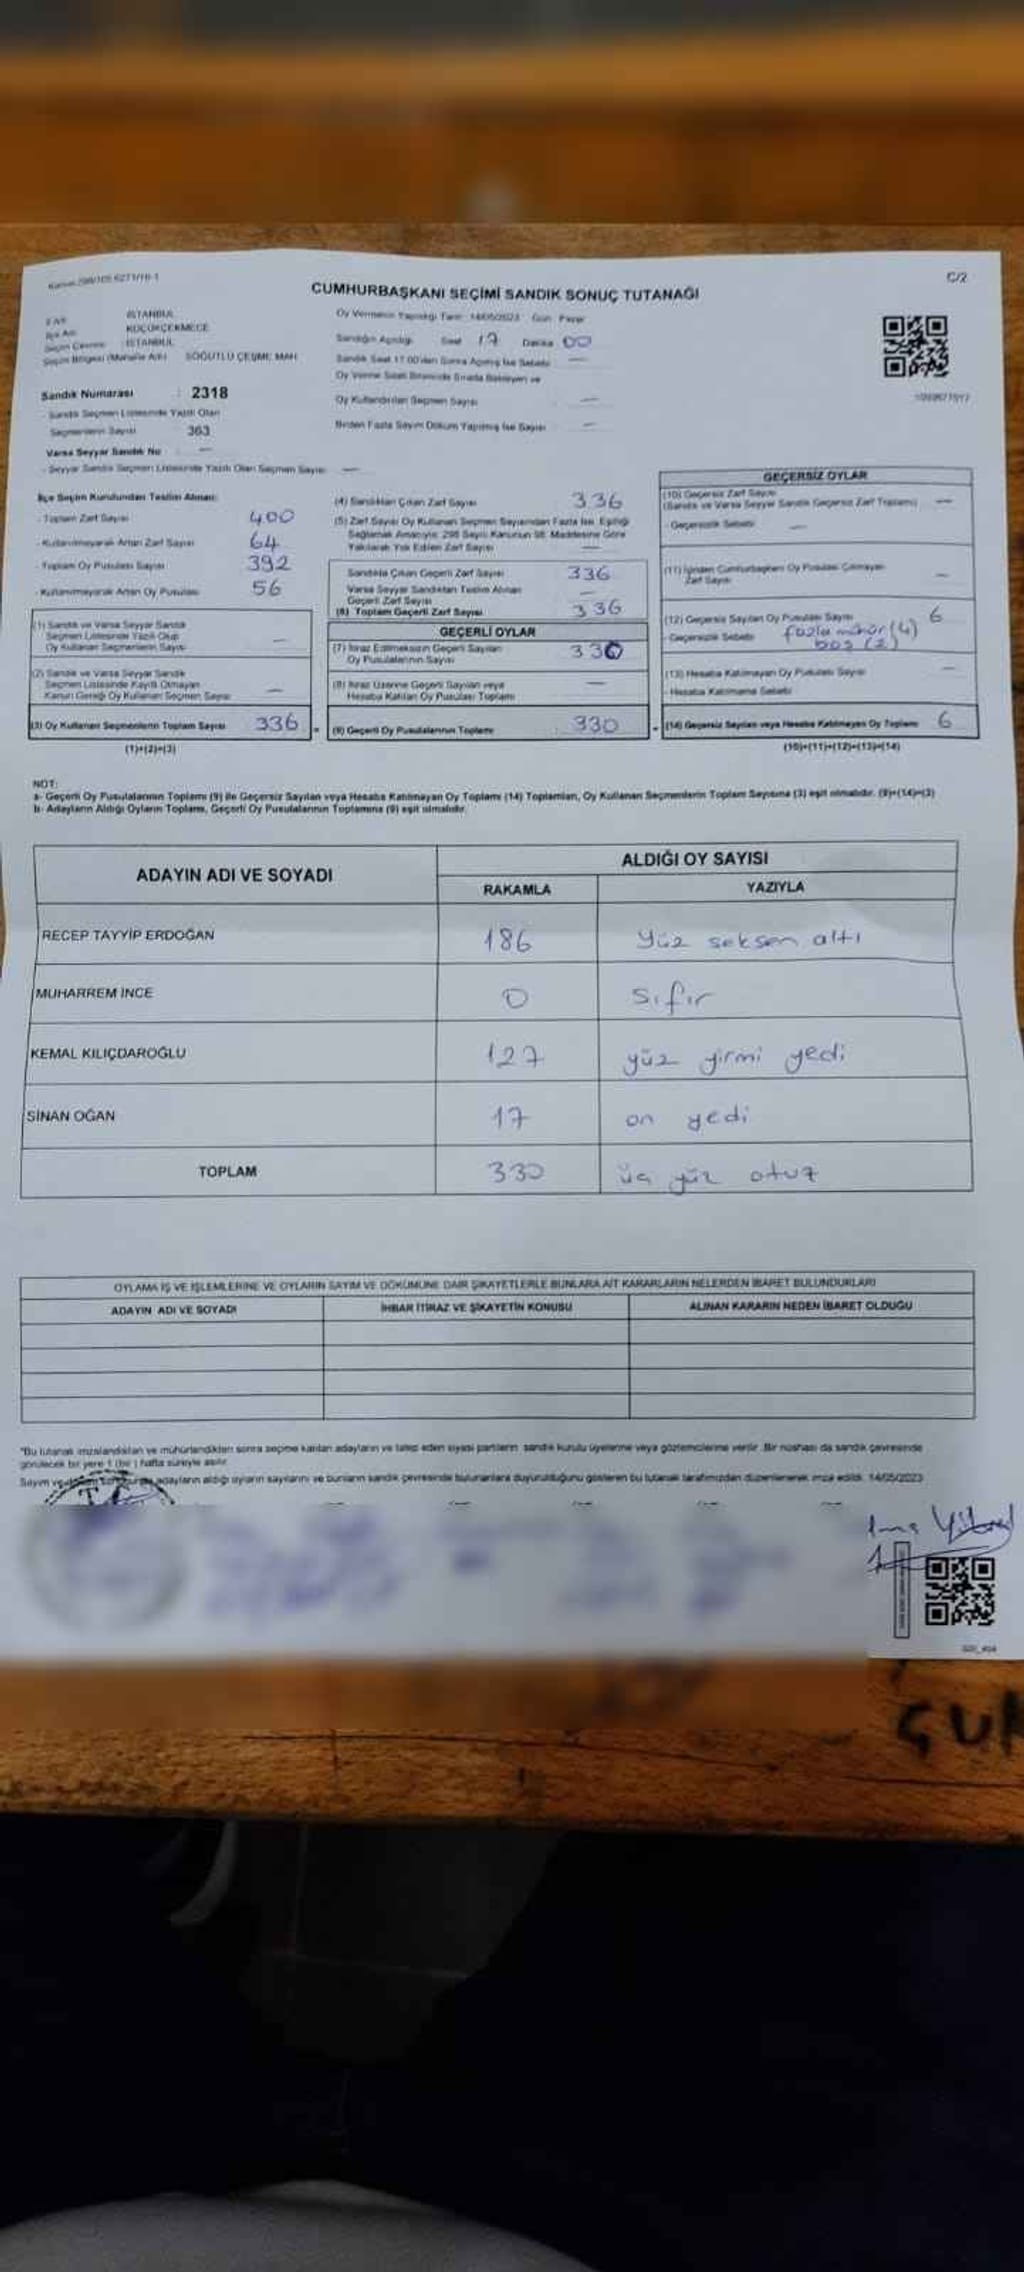 C/2
CUMHURBAŞKANI SEÇİMİ SANDIK SONUÇ TUTANAĞI
İl Adı : İSTANBUL
İlçe Adı : KÜÇÜKÇEKMECE
Seçim Çevresi : İSTANBUL
Seçim Bölgesi (Mahalle Adı) : SÖĞÜTLÜ ÇEŞME MAH.
Sandık Numarası : 2318
- Sandık Seçmen Listesinde Yazılı Olan
Seçmenlerin Sayısı : 363
Varsa Seyyar Sandık No : —
- Seyyar Sandık Seçmen Listesinde Yazılı Olan Seçmen Sayısı : —
Oy Vermenin Yapıldığı Tarih : 14/05/2023 Gün : Pazar
Sandığın Açıldığı Saat 17 Dakika 00
Sandık Saat 17.00'den Sonra Açılmış İse Sebebi —
Oy Verme Süresi Bitiminde Sırada Bekleyen ve
Oy Kullandırılan Seçmen Sayısı —
Birden Fazla Sayım Döküm Yapılmış İse Sayısı —
İlçe Seçim Kurulundan Teslim Alınan:
- Toplam Zarf Sayısı 400
- Kullanılmayarak Artan Zarf Sayısı 64
- Toplam Oy Pusulası Sayısı 392
- Kullanılmayarak Artan Oy Pusulası 56
(1) Sandık ve Varsa Seyyar Sandık
Seçmen Listesinde Yazılı Olup
Oy Kullanan Seçmenlerin Sayısı —
(2) Sandık ve Varsa Seyyar Sandık
Seçmen Listesinde Kayıtlı Olmayan
Kanun Gereği Oy Kullanan Seçmen Sayısı —
(3) Oy Kullanan Seçmenlerin Toplam Sayısı 336
(1)+(2)=(3)
(4) Sandıktan Çıkan Zarf Sayısı 336
(5) Zarf Sayısı Oy Kullanan Seçmen Sayısından Fazla İse, Eşitliği
Sağlamak Amacıyla; 298 Sayılı Kanunun 98. Maddesine Göre
Yakılarak Yok Edilen Zarf Sayısı —
Sandıkta Çıkan Geçerli Zarf Sayısı 336
Varsa Seyyar Sandıktan Teslim Alınan
Geçerli Zarf Sayısı —
(6) Toplam Geçerli Zarf Sayısı 336
GEÇERLİ OYLAR
(7) İtiraz Edilmeksizin Geçerli Sayılan
Oy Pusulalarının Sayısı 330
(8) İtiraz Üzerine Geçerli Sayılan veya
Hesaba Katılan Oy Pusulası Toplamı —
(9) Geçerli Oy Pusulalarının Toplamı : 330
GEÇERSİZ OYLAR
(10) Geçersiz Zarf Sayısı
(Sandık ve Varsa Seyyar Sandık Geçersiz Zarf Toplamı) —
- Geçersizlik Sebebi : —
(11) İçinden Cumhurbaşkanı Oy Pusulası Çıkmayan
Zarf Sayısı —
(12) Geçersiz Sayılan Oy Pusulası Sayısı 6
- Geçersizlik Sebebi : fazla mühür (4)
boş (2)
(13) Hesaba Katılmayan Oy Pusulası Sayısı —
- Hesaba Katılmama Sebebi :
(14) Geçersiz Sayılan veya Hesaba Katılmayan Oy Toplamı 6
(10)+(11)+(12)+(13)=(14)
NOT:
a- Geçerli Oy Pusulalarının Toplamı (9) ile Geçersiz Sayılan veya Hesaba Katılmayan Oy Toplamı (14) Toplamları, Oy Kullanan Seçmenlerin Toplam Sayısına (3) eşit olmalıdır. (9)+(14)=(3)
b- Adayların Aldığı Oyların Toplamı, Geçerli Oy Pusulalarının Toplamına (9) eşit olmalıdır.
ADAYIN ADI VE SOYADI
ALDIĞI OY SAYISI
RAKAMLA YAZIYLA
RECEP TAYYİP ERDOĞAN 186 Yüz seksen altı
MUHARREM İNCE 0 Sıfır
KEMAL KILIÇDAROĞLU 127 yüz yirmi yedi
SİNAN OĞAN 17 on yedi
TOPLAM 330 üç yüz otuz
OYLAMA İŞ VE İŞLEMLERİNE VE OYLARIN SAYIM VE DÖKÜMÜNE DAİR ŞİKAYETLERLE BUNLARA AİT KARARLARIN NELERDEN İBARET BULUNDUKLARI
ADAYIN ADI VE SOYADI İHBAR İTİRAZ VE ŞİKAYETİN KONUSU ALINAN KARARIN NEDEN İBARET OLDUĞU
*Bu tutanak imzalandıktan ve mühürlendikten sonra seçime katılan adayların ve talep eden siyasi partilerin sandık kurulu üyelerine veya gözlemcilerine verilir. Bir nüshası da sandık çevresinde
görülecek bir yere 1 (bir) hafta süreyle asılır.
adayların aldığı oyların sayılarını ve bunların sandık çevresinde bulunanlara duyurulduğunu gösteren bu tutanak tarafımızdan düzenlenerek imza edildi. 14/05/2023